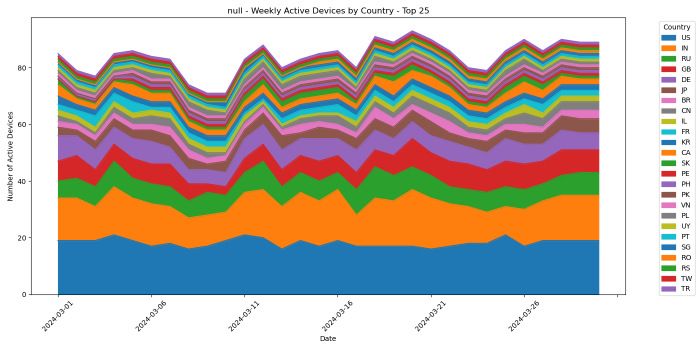 null - Weekly Active Devices by Country - Top 25
Number of Active Devices
80
60
40
20
0
2024-03-01
2024-03-06
2024-03-11
2024-03-16
2024-03-21
2024-03-26
Date
Country
US
IN
RU
GB
DE
JP
BR
CN
IL
FR
KR
CA
SK
PE
PH
PK
VN
PL
UY
PT
SG
RO
RS
TW
TR